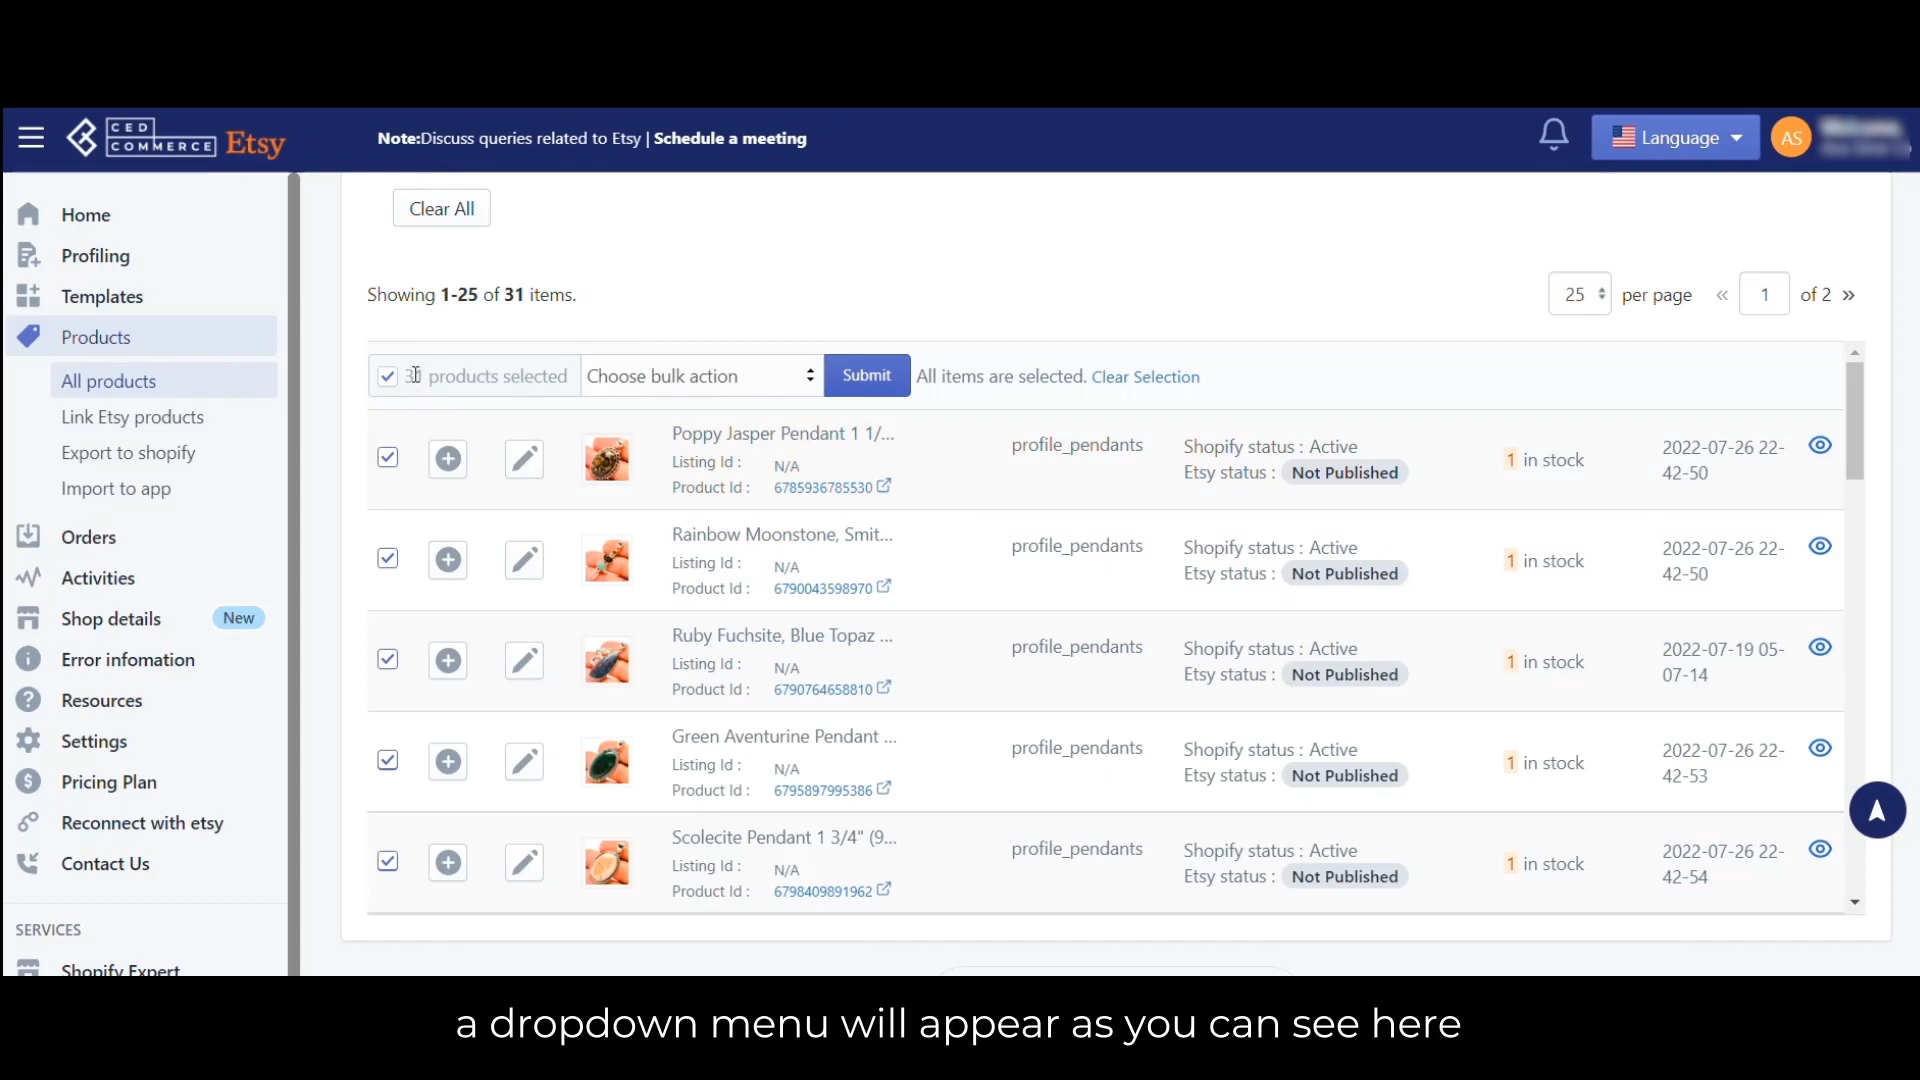 CED
COMMERCE
Etsy
Note:Discuss queries related to Etsy | Schedule a meeting
Language
AS
Home
Profiling
Templates
Products
All products
Link Etsy products
Export to shopify
Import to app
Orders
Activities
Shop details New
Error infomation
Resources
Settings
Pricing Plan
Reconnect with etsy
Contact Us
SERVICES
Shopify Expert
Clear All
Showing 1-25 of 31 items.
25 per page « 1 of 2 »
31 products selected Choose bulk action Submit All items are selected. Clear Selection
Poppy Jasper Pendant 1 1/...
Listing Id : N/A
Product Id : 6785936785530
profile_pendants
Shopify status : Active
Etsy status : Not Published
1 in stock
2022-07-26 22-
42-50
Rainbow Moonstone, Smit...
Listing Id : N/A
Product Id : 6790043598970
profile_pendants
Shopify status : Active
Etsy status : Not Published
1 in stock
2022-07-26 22-
42-50
Ruby Fuchsite, Blue Topaz ...
Listing Id : N/A
Product Id : 6790764658810
profile_pendants
Shopify status : Active
Etsy status : Not Published
1 in stock
2022-07-19 05-
07-14
Green Aventurine Pendant ...
Listing Id : N/A
Product Id : 6795897995386
profile_pendants
Shopify status : Active
Etsy status : Not Published
1 in stock
2022-07-26 22-
42-53
Scolecite Pendant 1 3/4" (9...
Listing Id : N/A
Product Id : 6798409891962
profile_pendants
Shopify status : Active
Etsy status : Not Published
1 in stock
2022-07-26 22-
42-54
a dropdown menu will appear as you can see here